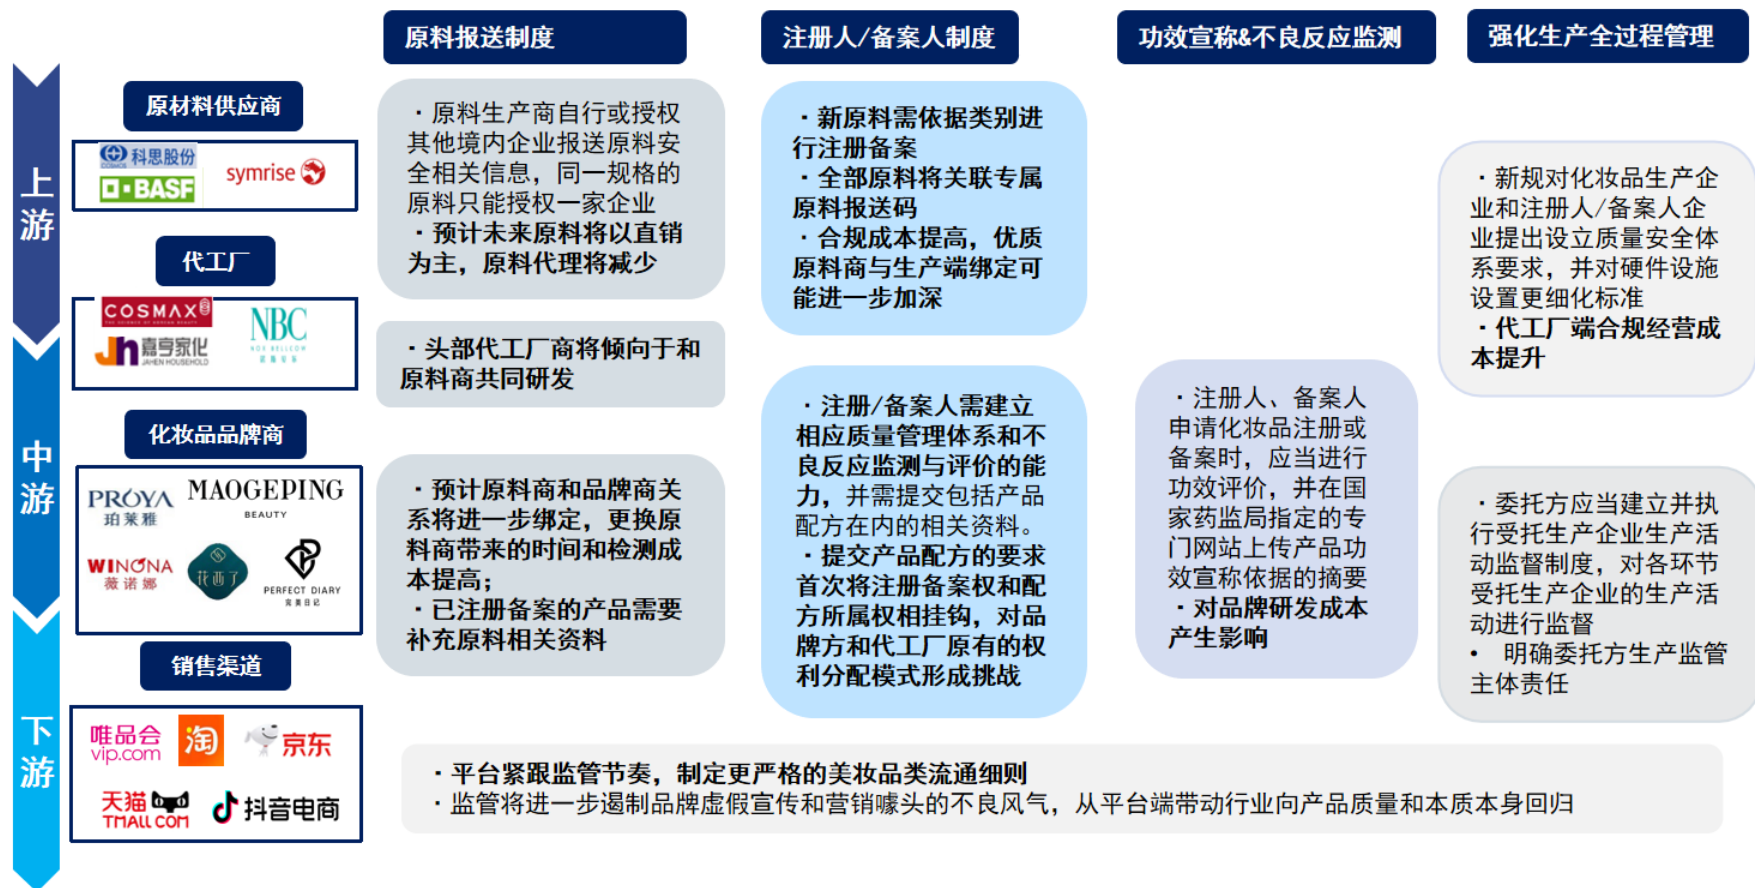 原料报送制度
注册人/备案人制度
功效宣称&不良反应监测
强化生产全过程管理
上游
中游
下游
原材料供应商
科思股份
COSMOS
BASF
symrise
代工厂
COSMAX
NBC
NOX BELLCOW
嘉亨家化
JAHEN HOUSEHOLD
化妆品品牌商
PROYA
珀莱雅
MAOGEPING
BEAUTY
WINONA
薇诺娜
花西子
PERFECT DIARY
完美日记
销售渠道
唯品会
vip.com
淘
京东
天猫
TMALL.COM
抖音电商
·原料生产商自行或授权
其他境内企业报送原料安
全相关信息，同一规格的
原料只能授权一家企业
·预计未来原料将以直销
为主，原料代理将减少
·头部代工厂商将倾向于和
原料商共同研发
·预计原料商和品牌商关
系将进一步绑定，更换原
料商带来的时间和检测成
本提高；
·已注册备案的产品需要
补充原料相关资料
·新原料需依据类别进
行注册备案
·全部原料将关联专属
原料报送码
·合规成本提高，优质
原料商与生产端绑定可
能进一步加深
·注册/备案人需建立
相应质量管理体系和不
良反应监测与评价的能
力，并需提交包括产品
配方在内的相关资料。
·提交产品配方的要求
首次将注册备案权和配
方所属权相挂钩，对品
牌方和代工厂原有的权
利分配模式形成挑战
·注册人、备案人
申请化妆品注册或
备案时，应当进行
功效评价，并在国
家药监局指定的专
门网站上传产品功
效宣称依据的摘要
·对品牌研发成本
产生影响
·新规对化妆品生产企
业和注册人/备案人企
业提出设立质量安全体
系要求，并对硬件设施
设置更细化标准
·代工厂端合规经营成
本提升
·委托方应当建立并执
行受托生产企业生产活
动监督制度，对各环节
受托生产企业的生产活
动进行监督
• 明确委托方生产监管
主体责任
·平台紧跟监管节奏，制定更严格的美妆品类流通细则
·监管将进一步遏制品牌虚假宣传和营销噱头的不良风气，从平台端带动行业向产品质量和本质本身回归